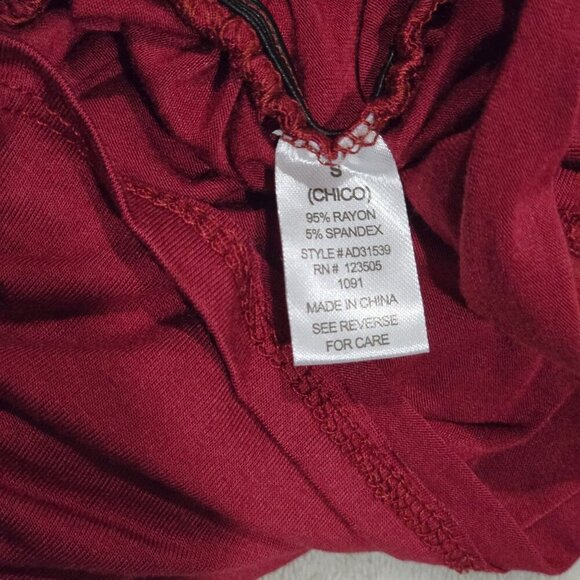 S
(CHICO)
95% RAYON
5% SPANDEX
STYLE # AD31539
RN # 123505
1091
MADE IN CHINA
SEE REVERSE
FOR CARE